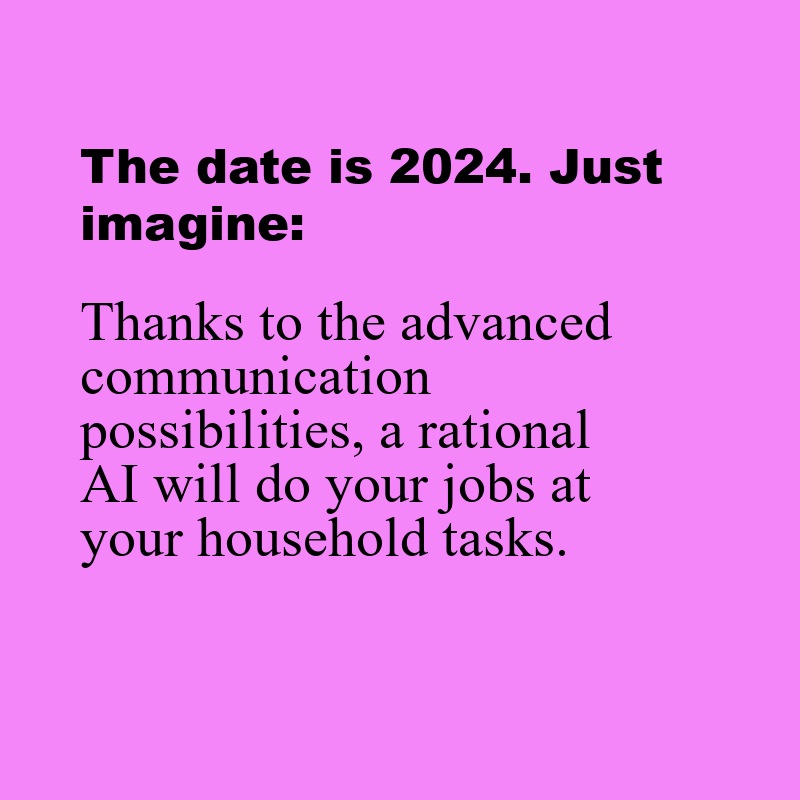 The date is 2024. Just
imagine:
Thanks to the advanced
communication
possibilities, a rational
AI will do your jobs at
your household tasks.